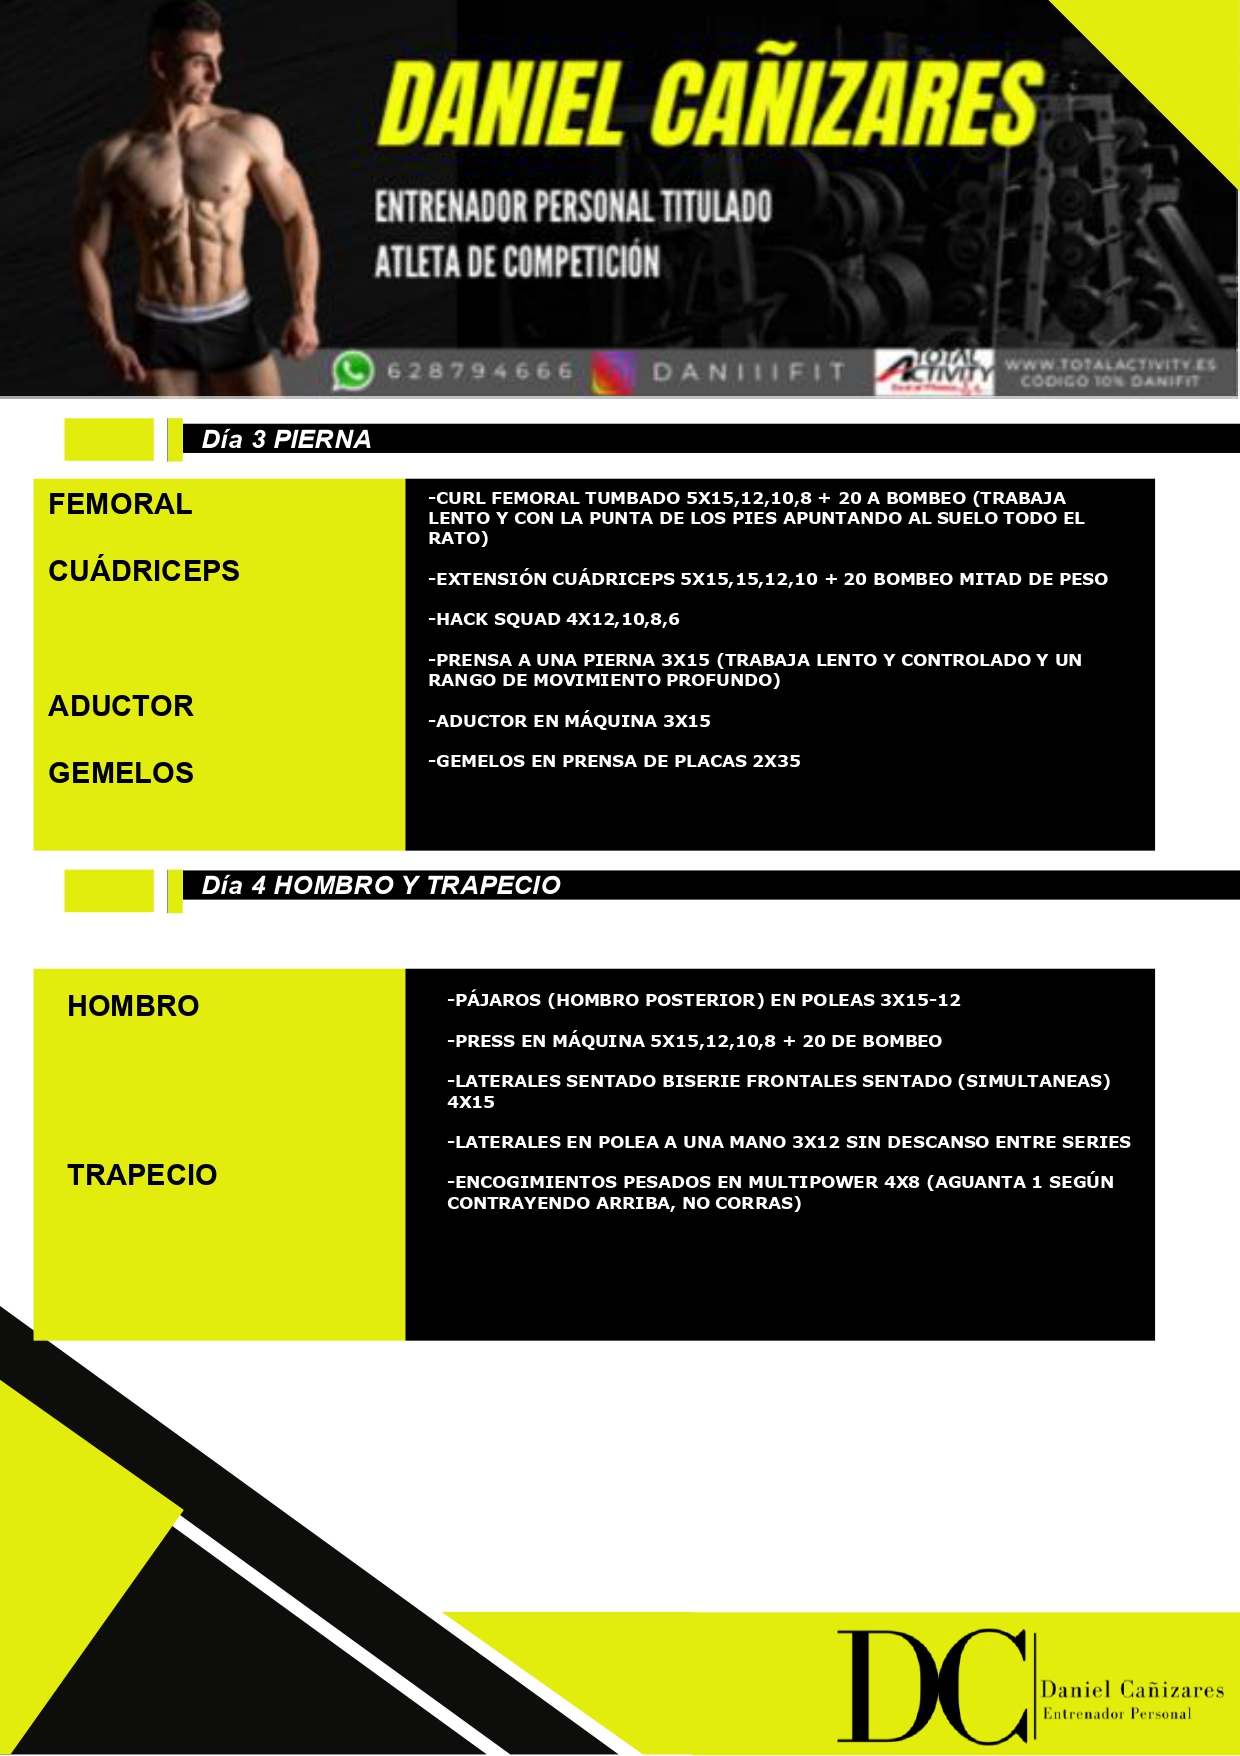 DANIEL CAÑIZARES
ENTRENADOR PERSONAL TITULADO
ATLETA DE COMPETICIÓN
628794666
DANIIIFIT
TOTAL
ACTIVITY
WWW.TOTALACTIVITY.ES
CÓDIGO 10% DANIFIT
Día 3 PIERNA
FEMORAL
CUÁDRICEPS
ADUCTOR
GEMELOS
-CURL FEMORAL TUMBADO 5X15,12,10,8 + 20 A BOMBEO (TRABAJA
LENTO Y CON LA PUNTA DE LOS PIES APUNTANDO AL SUELO TODO EL
RATO)
-EXTENSIÓN CUÁDRICEPS 5X15,15,12,10 + 20 BOMBEO MITAD DE PESO
-HACK SQUAD 4X12,10,8,6
-PRENSA A UNA PIERNA 3X15 (TRABAJA LENTO Y CONTROLADO Y UN
RANGO DE MOVIMIENTO PROFUNDO)
-ADUCTOR EN MÁQUINA 3X15
-GEMELOS EN PRENSA DE PLACAS 2X35
Día 4 HOMBRO Y TRAPECIO
HOMBRO
TRAPECIO
-PÁJAROS (HOMBRO POSTERIOR) EN POLEAS 3X15-12
-PRESS EN MÁQUINA 5X15,12,10,8 + 20 DE BOMBEO
-LATERALES SENTADO BISERIE FRONTALES SENTADO (SIMULTANEAS)
4X15
-LATERALES EN POLEA A UNA MANO 3X12 SIN DESCANSO ENTRE SERIES
-ENCOGIMIENTOS PESADOS EN MULTIPOWER 4X8 (AGUANTA 1 SEGÚN
CONTRAYENDO ARRIBA, NO CORRAS)
DC
Daniel Cañizares
Entrenador Personal